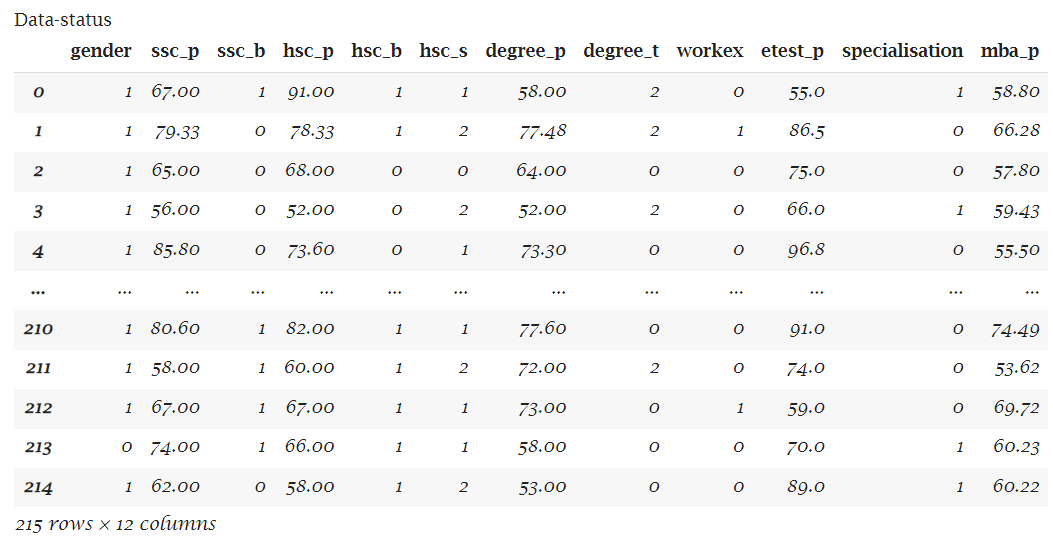 Data-status
gender ssc_p ssc_b hsc_p hsc_b hsc_s degree_p degree_t workex etest_p specialisation mba_p
0 1 67.00 1 91.00 1 1 58.00 2 0 55.0 1 58.80
1 1 79.33 0 78.33 1 2 77.48 2 1 86.5 0 66.28
2 1 65.00 0 68.00 0 0 64.00 0 0 75.0 0 57.80
3 1 56.00 0 52.00 0 2 52.00 2 0 66.0 1 59.43
4 1 85.80 0 73.60 0 1 73.30 0 0 96.8 0 55.50
... ... ... ... ... ... ... ... ... ... ... ... ...
210 1 80.60 1 82.00 1 1 77.60 0 0 91.0 0 74.49
211 1 58.00 1 60.00 1 2 72.00 2 0 74.0 0 53.62
212 1 67.00 1 67.00 1 1 73.00 0 1 59.0 0 69.72
213 0 74.00 1 66.00 1 1 58.00 0 0 70.0 1 60.23
214 1 62.00 0 58.00 1 2 53.00 0 0 89.0 1 60.22
215 rows × 12 columns